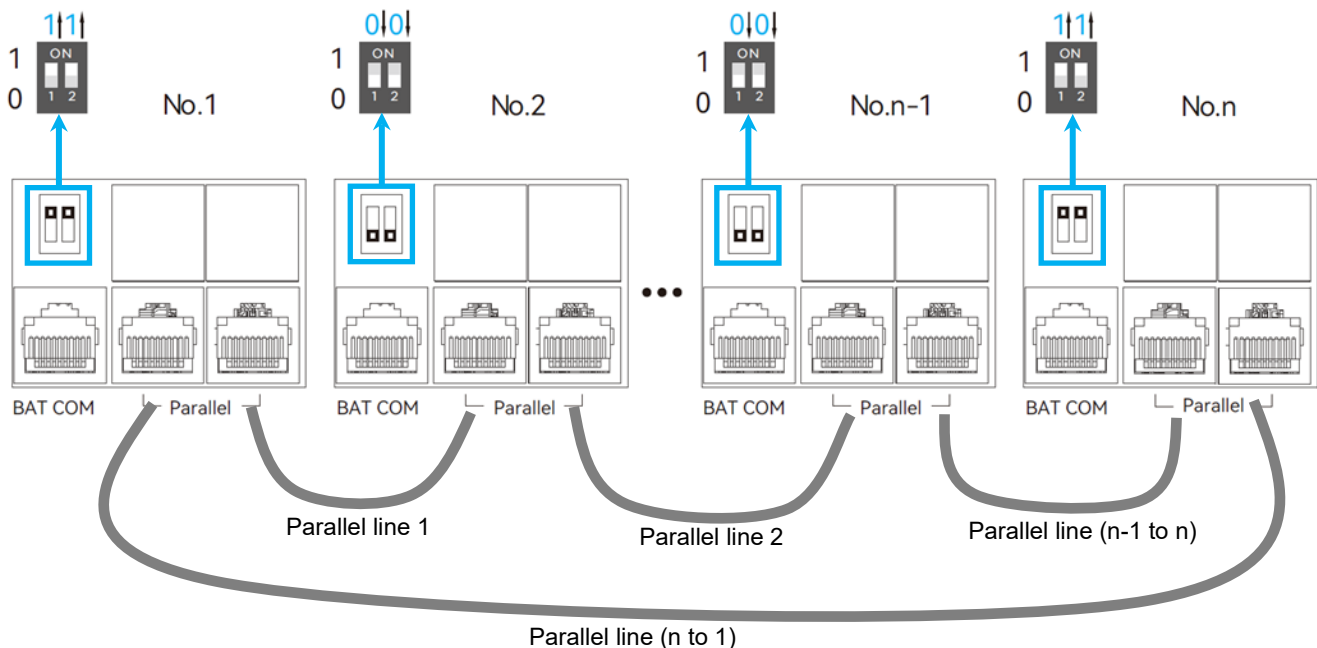 1 1 0 0 0 0 1 1
1 ON 1 ON 1 ON 1 ON
0 1 2 No.1 0 1 2 No.2 0 1 2 No.n-1 0 1 2 No.n
BAT COM Parallel BAT COM Parallel BAT COM Parallel BAT COM Parallel
Parallel line 1 Parallel line 2 Parallel line (n-1 to n)
Parallel line (n to 1)